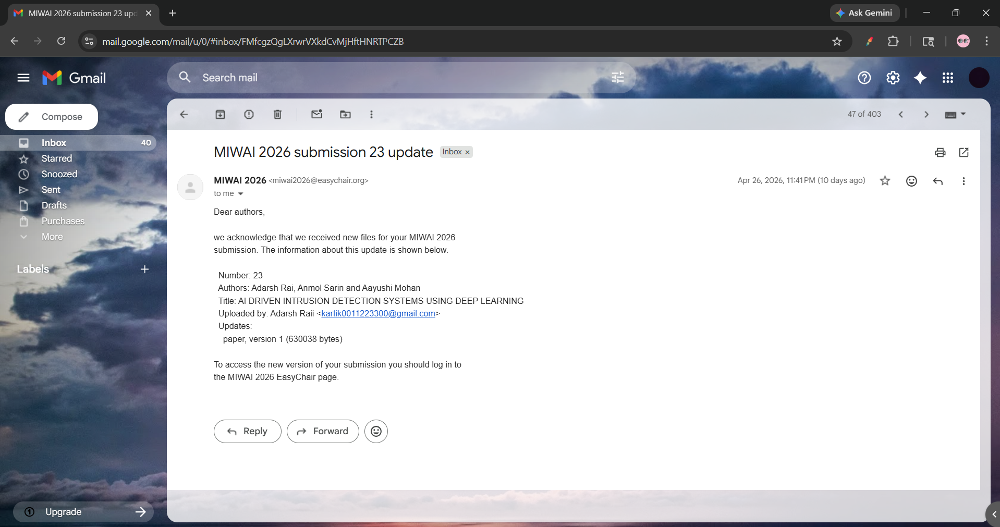 MIWAI 2026 submission 23 upd
Ask Gemini
mail.google.com/mail/u/0/#inbox/FMfcgzQgLXrwrVXkdCvMjHftHNRTPCZB
Gmail
Search mail
Compose
47 of 403
Inbox 40
Starred
Snoozed
Sent
Drafts
Purchases
More
Labels
Upgrade
MIWAI 2026 submission 23 update Inbox ×
MIWAI 2026 <miwai2026@easychair.org>
Apr 26, 2026, 11:41 PM (10 days ago)
to me
Dear authors,
we acknowledge that we received new files for your MIWAI 2026
submission. The information about this update is shown below.
Number: 23
Authors: Adarsh Rai, Anmol Sarin and Aayushi Mohan
Title: AI DRIVEN INTRUSION DETECTION SYSTEMS USING DEEP LEARNING
Uploaded by: Adarsh Raii <kartik0011223300@gmail.com>
Updates:
paper, version 1 (630038 bytes)
To access the new version of your submission you should log in to
the MIWAI 2026 EasyChair page.
Reply
Forward